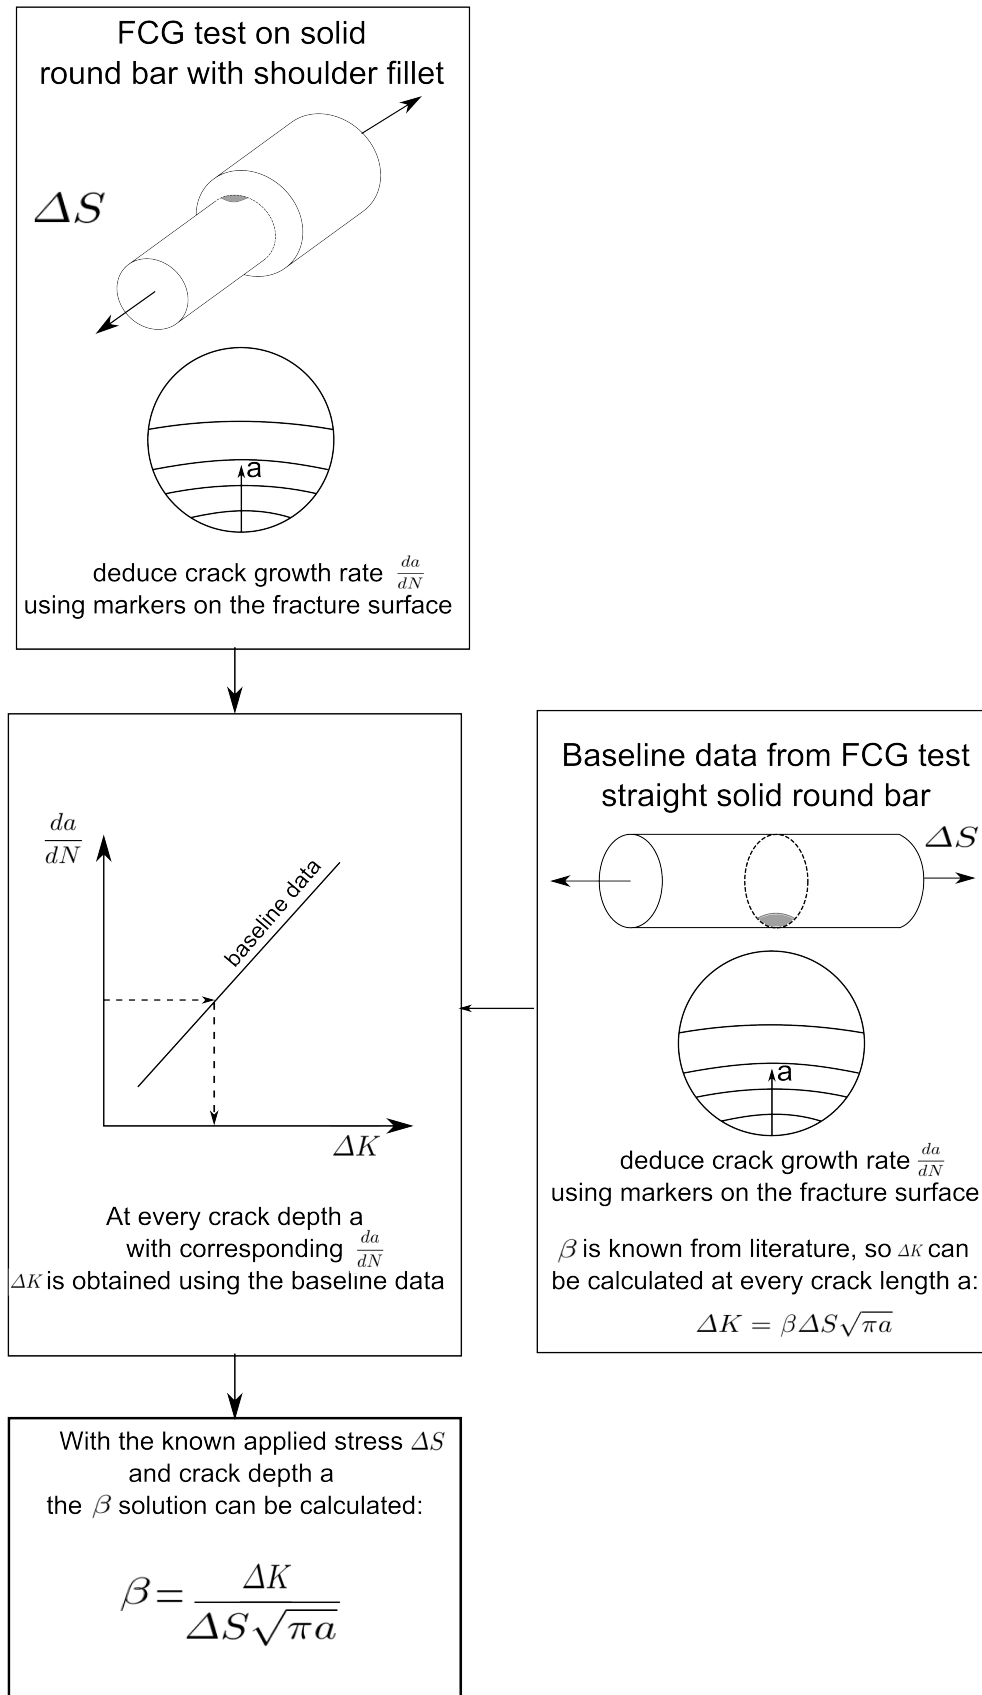 FCG test on solid
round bar with shoulder fillet
ΔS
a
deduce crack growth rate da/dN
using markers on the fracture surface
da/dN
baseline data
ΔK
At every crack depth a
with corresponding da/dN
ΔK is obtained using the baseline data
Baseline data from FCG test
straight solid round bar
ΔS
a
deduce crack growth rate da/dN
using markers on the fracture surface
β is known from literature, so ΔK can
be calculated at every crack length a:
ΔK = βΔS√πa
With the known applied stress ΔS
and crack depth a
the β solution can be calculated:
β = ΔK/ΔS√πa